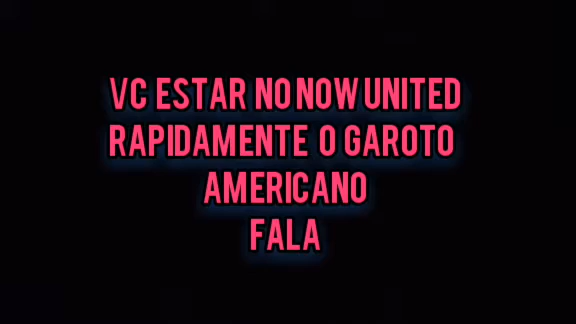 VC ESTAR NO NOW UNITED
RAPIDAMENTE O GAROTO
AMERICANO
FALA